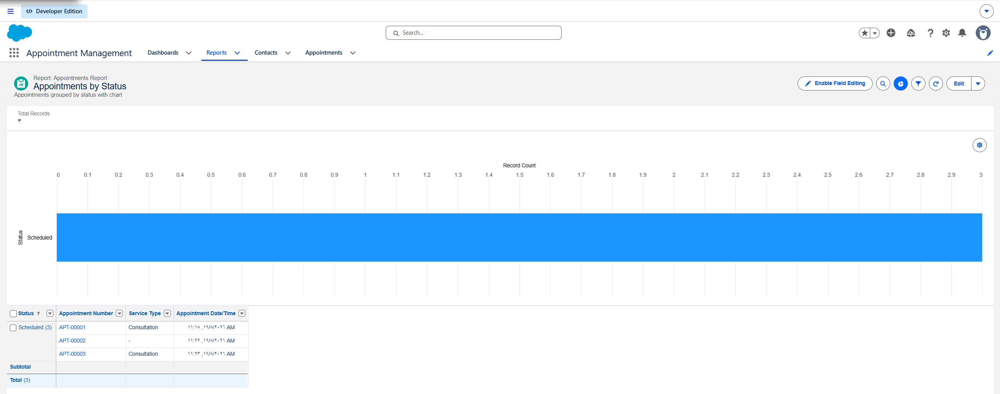 Developer Edition
Search...
Appointment Management Dashboards Reports Contacts Appointments
Report: Appointments Report
Appointments by Status
Appointments grouped by status with chart
Enable Field Editing Edit
Total Records
٣
Record Count
0 0.1 0.2 0.3 0.4 0.5 0.6 0.7 0.8 0.9 1 1.1 1.2 1.3 1.4 1.5 1.6 1.7 1.8 1.9 2 2.1 2.2 2.3 2.4 2.5 2.6 2.7 2.8 2.9 3
Status
Scheduled
Status Appointment Number Service Type Appointment Date/Time
Scheduled (3) APT-00001 Consultation ١٩/٨/٢٠٢٦, ١١:١٥ AM
APT-00002 - ١٩/٨/٢٠٢٦, ١١:٢٢ AM
APT-00003 Consultation ١٩/٨/٢٠٢٦, ١١:٢٣ AM
Subtotal
Total (3)